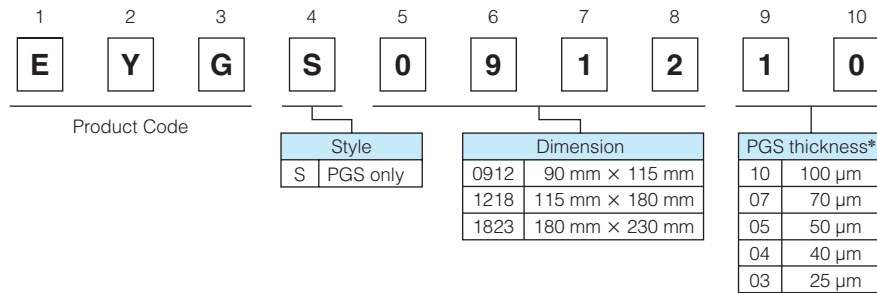 1 2 3 4 5 6 7 8 9 10
E Y G S 0 9 1 2 1 0
Product Code
Style
S PGS only
Dimension
0912 90 mm × 115 mm
1218 115 mm × 180 mm
1823 180 mm × 230 mm
PGS thickness*
10 100 μm
07 70 μm
05 50 μm
04 40 μm
03 25 μm